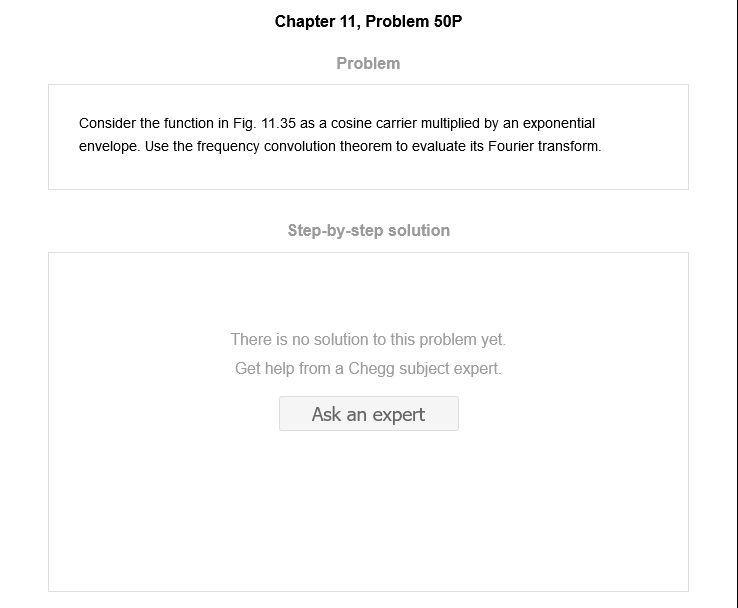 Chapter 11, Problem 50P
Problem
Consider the function in Fig. 11.35 as a cosine carrier multiplied by an exponential
envelope. Use the frequency convolution theorem to evaluate its Fourier transform.
Step-by-step solution
There is no solution to this problem yet.
Get help from a Chegg subject expert.
Ask an expert